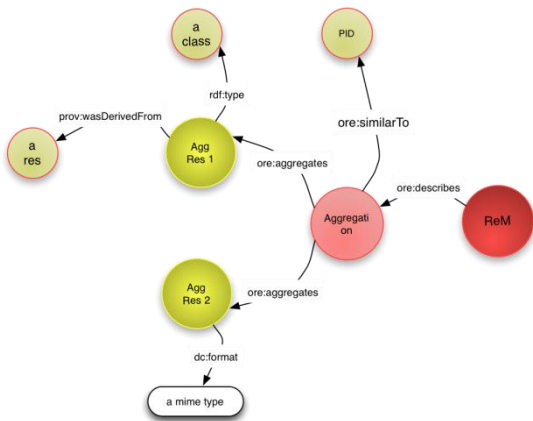 a
class
PID
rdf:type
prov:wasDerivedFrom
ore:similarTo
a
res
Agg
Res 1
ore:aggregates
ore:describes
Aggregati
on
ReM
Agg
Res 2
ore:aggregates
dc:format
a mime type